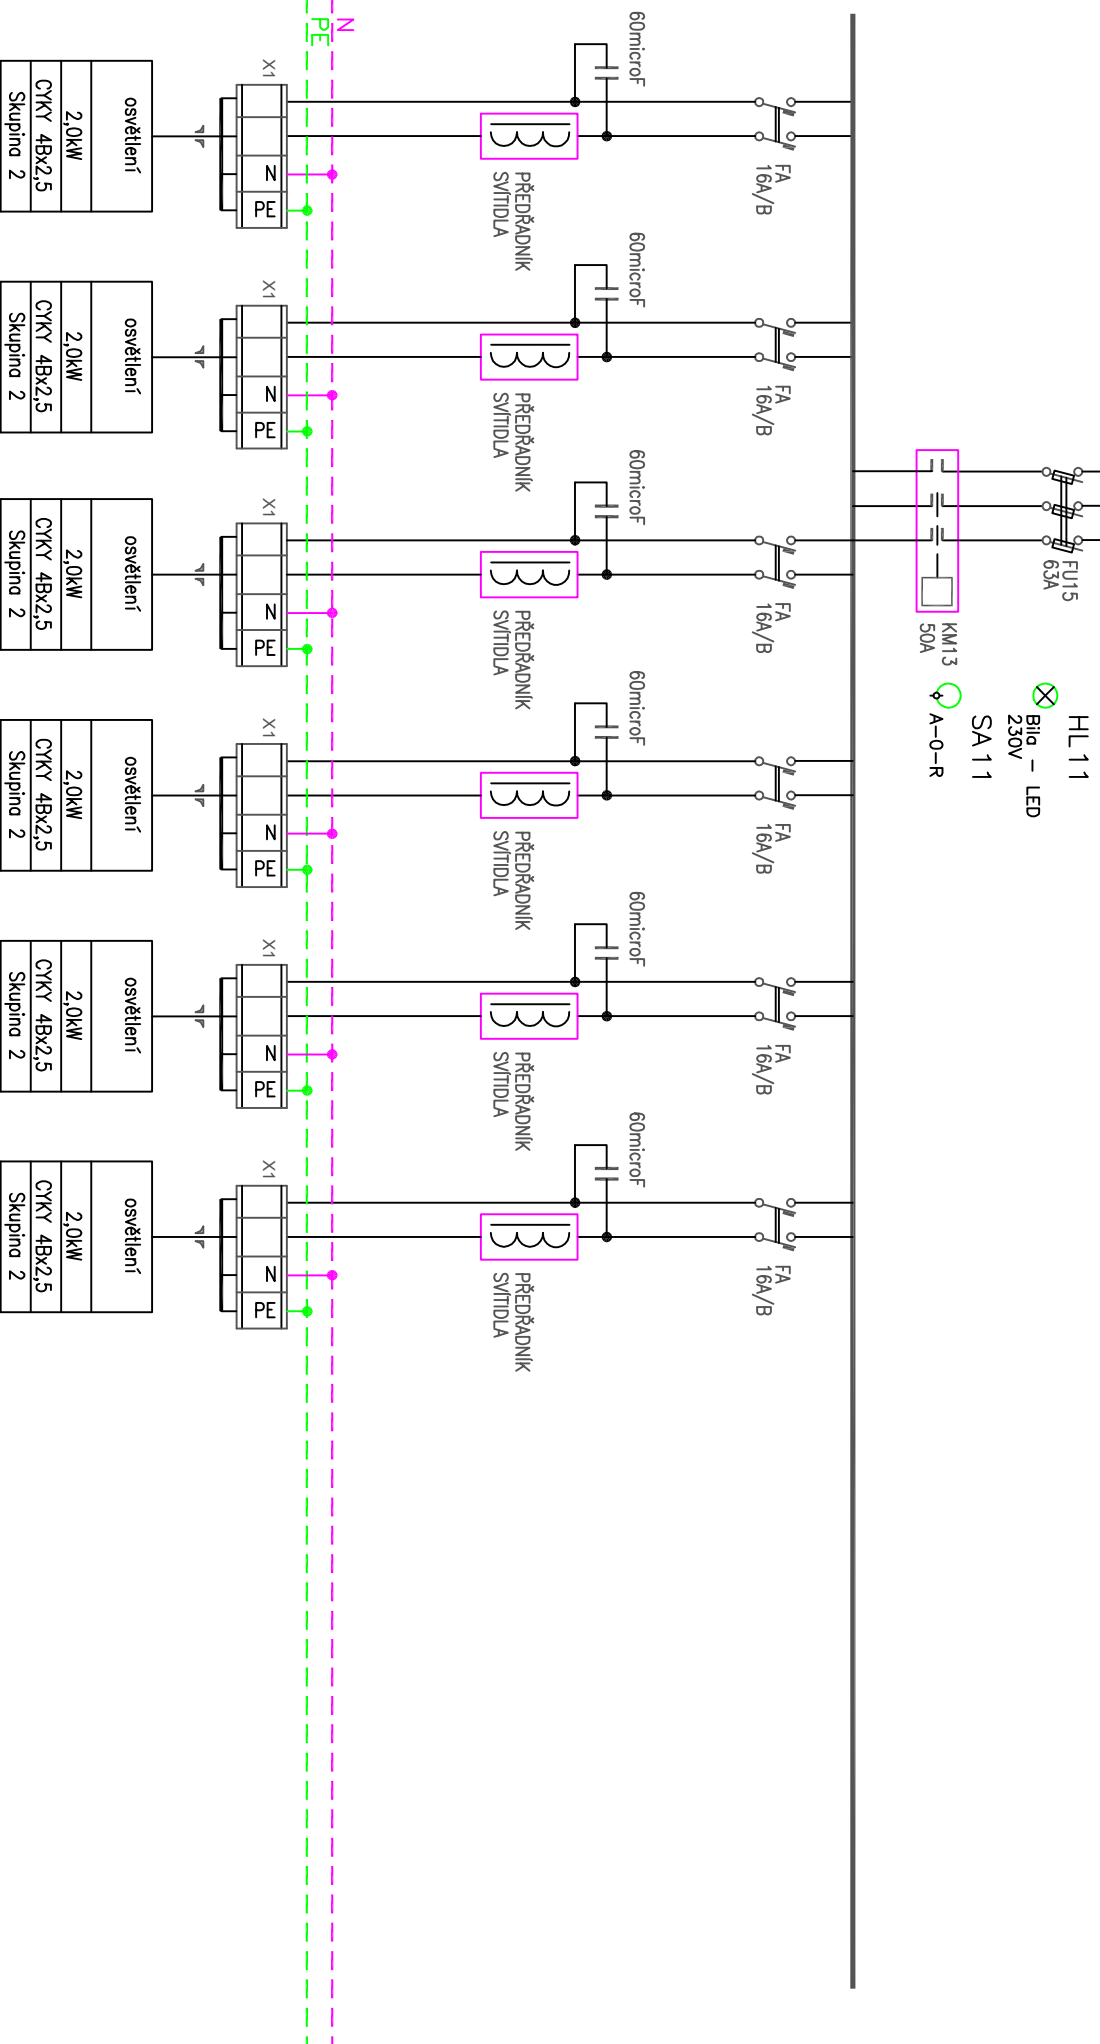 HL11
Bílá - LED
230V
SA11
A-0-R
FU15
63A
KM13
50A
FA
16A/B
60microF
PŘEDŘADNÍK
SVÍTIDLA
FA
16A/B
60microF
PŘEDŘADNÍK
SVÍTIDLA
FA
16A/B
60microF
PŘEDŘADNÍK
SVÍTIDLA
FA
16A/B
60microF
PŘEDŘADNÍK
SVÍTIDLA
FA
16A/B
60microF
PŘEDŘADNÍK
SVÍTIDLA
FA
16A/B
60microF
PŘEDŘADNÍK
SVÍTIDLA
N
PE
X1
N
PE
X1
N
PE
X1
N
PE
X1
N
PE
X1
N
PE
X1
N
PE
osvětlení
2,0kW
CYKY 4Bx2,5
Skupina 2
osvětlení
2,0kW
CYKY 4Bx2,5
Skupina 2
osvětlení
2,0kW
CYKY 4Bx2,5
Skupina 2
osvětlení
2,0kW
CYKY 4Bx2,5
Skupina 2
osvětlení
2,0kW
CYKY 4Bx2,5
Skupina 2
osvětlení
2,0kW
CYKY 4Bx2,5
Skupina 2